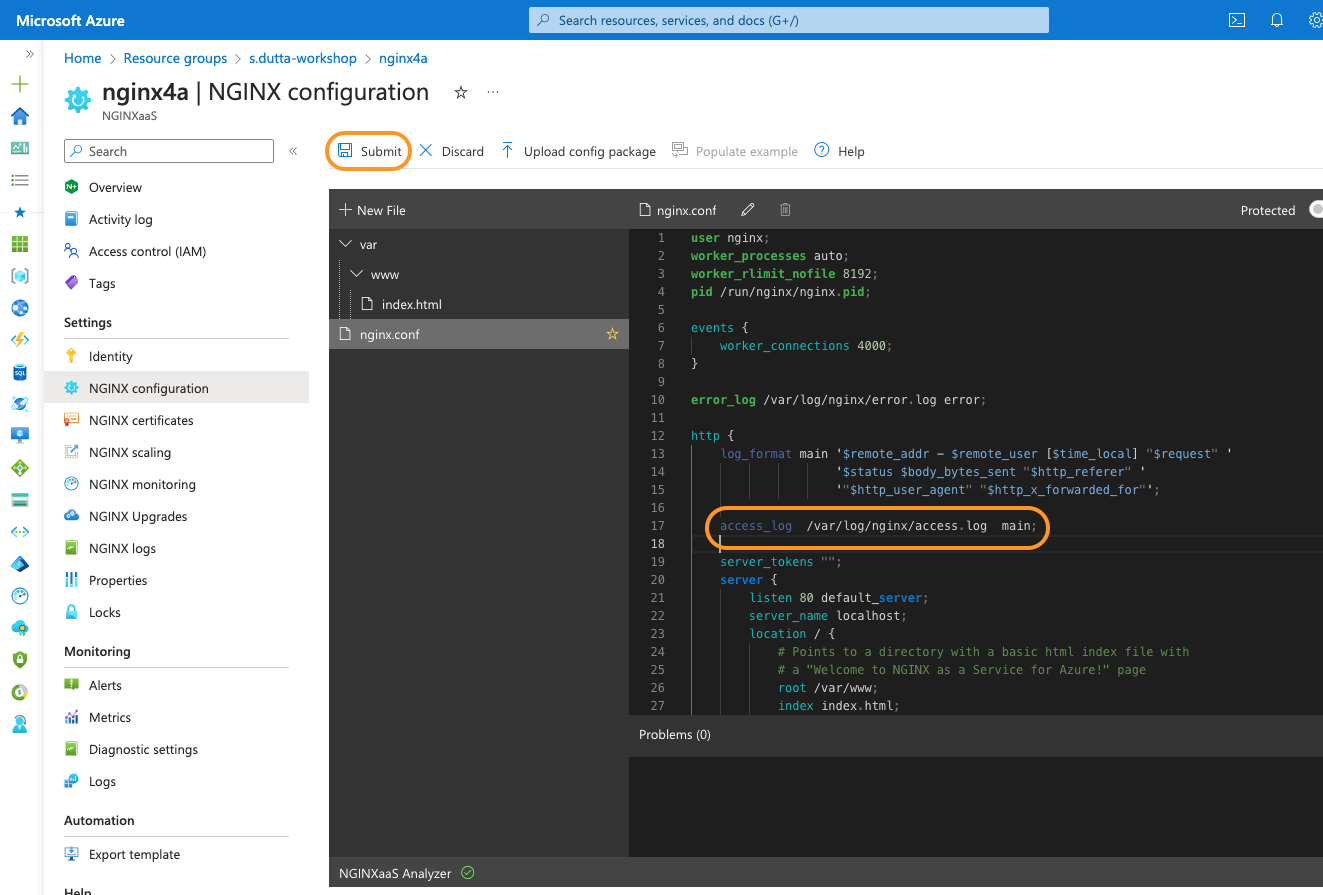 Microsoft Azure
Search resources, services, and docs (G+/)
Home > Resource groups > s.dutta-workshop > nginx4a
nginx4a | NGINX configuration
NGINXaaS
Search
Overview
Activity log
Access control (IAM)
Tags
Settings
Identity
NGINX configuration
NGINX certificates
NGINX scaling
NGINX monitoring
NGINX Upgrades
NGINX logs
Properties
Locks
Monitoring
Alerts
Metrics
Diagnostic settings
Logs
Automation
Export template
Help
Submit Discard Upload config package Populate example Help
New File
var
www
index.html
nginx.conf
nginx.conf
Protected
1 user nginx;
2 worker_processes auto;
3 worker_rlimit_nofile 8192;
4 pid /run/nginx/nginx.pid;
5
6 events {
7 worker_connections 4000;
8 }
9
10 error_log /var/log/nginx/error.log error;
11
12 http {
13 log_format main '$remote_addr - $remote_user [$time_local] "$request" '
14 '$status $body_bytes_sent "$http_referer" '
15 '"$http_user_agent" "$http_x_forwarded_for"';
16
17 access_log /var/log/nginx/access.log main;
18
19 server_tokens "";
20 server {
21 listen 80 default_server;
22 server_name localhost;
23 location / {
24 # Points to a directory with a basic html index file with
25 # a "Welcome to NGINX as a Service for Azure!" page
26 root /var/www;
27 index index.html;
Problems (0)
NGINXaaS Analyzer